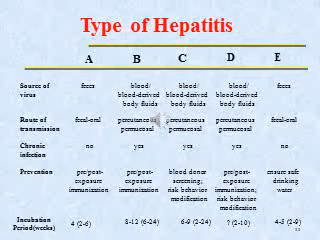 Type of Hepatitis
A B C D E
Source of virus feces blood/ blood-derived body fluids blood/ blood-derived body fluids blood/ blood-derived body fluids feces
Route of transmission fecal-oral percutaneous permucosal percutaneous permucosal percutaneous permucosal fecal-oral
Chronic infection no yes yes yes no
Prevention pre/post-exposure immunization pre/post-exposure immunization blood donor screening; risk behavior modification pre/post-exposure immunization; risk behavior modification ensure safe drinking water
Incubation Period(weeks) 4 (2-6) 8-12 (6-24) 6-9 (2-24) ? (2-10) 4-5 (2-9)